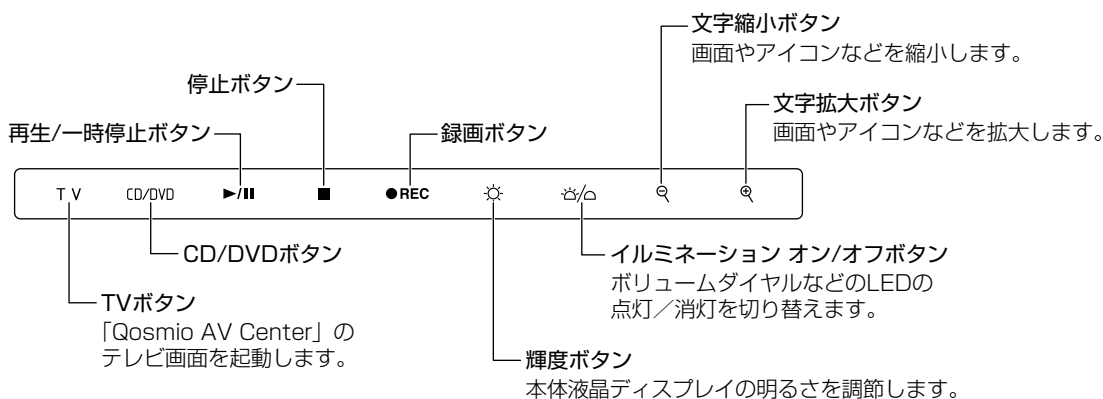 文字縮小ボタン
画面やアイコンなどを縮小します。
停止ボタン
文字拡大ボタン
画面やアイコンなどを拡大します。
再生/一時停止ボタン
録画ボタン
TV CD/DVD ►/II ■ ●REC
CD/DVDボタン
イルミネーション オン/オフボタン
ボリュームダイヤルなどのLEDの
点灯／消灯を切り替えます。
TVボタン
「Qosmio AV Center」の
テレビ画面を起動します。
輝度ボタン
本体液晶ディスプレイの明るさを調節します。